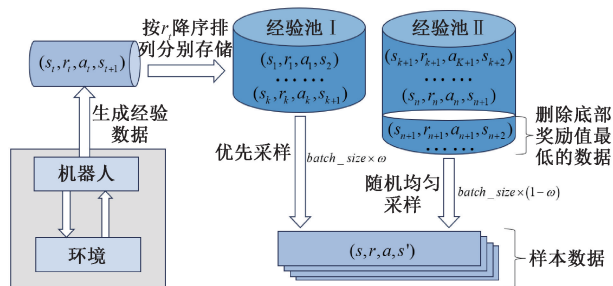 (s_t, r_t, a_t, s_{t+1})
按r_t降序排
列分别存储
经验池 I
(s_1, r_1, a_1, s_2)
……
(s_k, r_k, a_k, s_{k+1})
经验池 II
(s_{k+1}, r_{k+1}, a_{K+1}, s_{k+2})
……
(s_n, r_n, a_n, s_{n+1})
(s_{n+1}, r_{n+1}, a_{n+1}, s_{n+2})
……
删除底部
奖励值最
低的数据
生成经验
数据
机器人
环境
优先采样
batch_size×ω
随机均匀
采样
batch_size×(1−ω)
(s, r, a, s')
样本数据